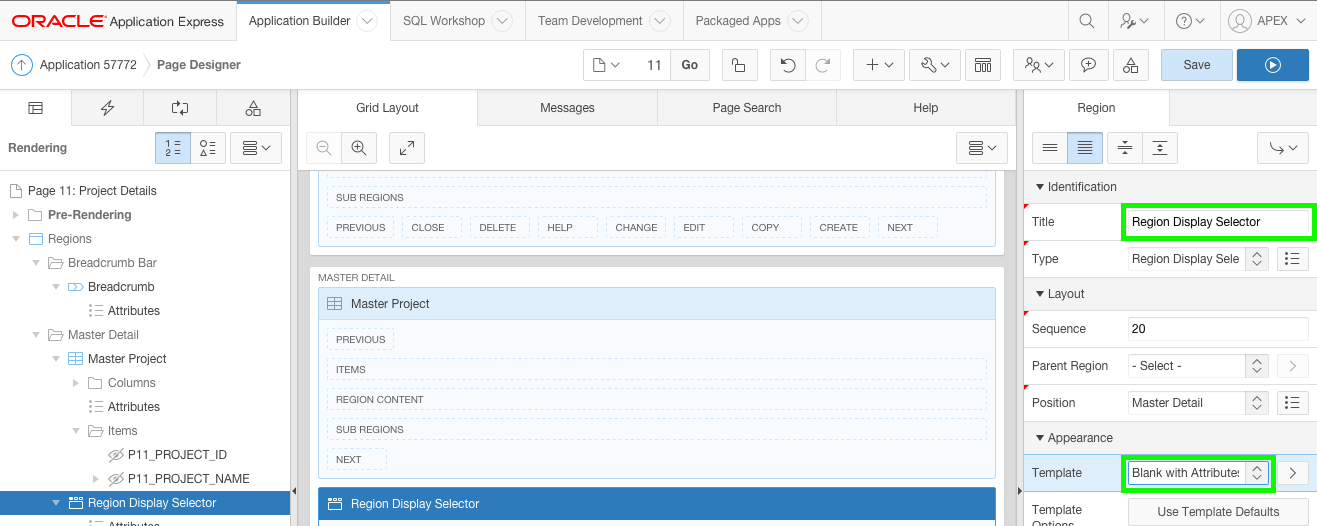 ORACLE Application Express Application Builder SQL Workshop Team Development Packaged Apps APEX
Application 57772 Page Designer 11 Go Save
Grid Layout Messages Page Search Help Region
Rendering
Page 11: Project Details
Pre-Rendering
Regions
Breadcrumb Bar
Breadcrumb
Attributes
Master Detail
Master Project
Columns
Attributes
Items
P11_PROJECT_ID
P11_PROJECT_NAME
Region Display Selector
SUB REGIONS
PREVIOUS CLOSE DELETE HELP CHANGE EDIT COPY CREATE NEXT
MASTER DETAIL
Master Project
PREVIOUS
ITEMS
REGION CONTENT
SUB REGIONS
NEXT
Region Display Selector
Identification
Title Region Display Selector
Type Region Display Sele
Layout
Sequence 20
Parent Region - Select -
Position Master Detail
Appearance
Template Blank with Attributes
Template Use Template Defaults
Options